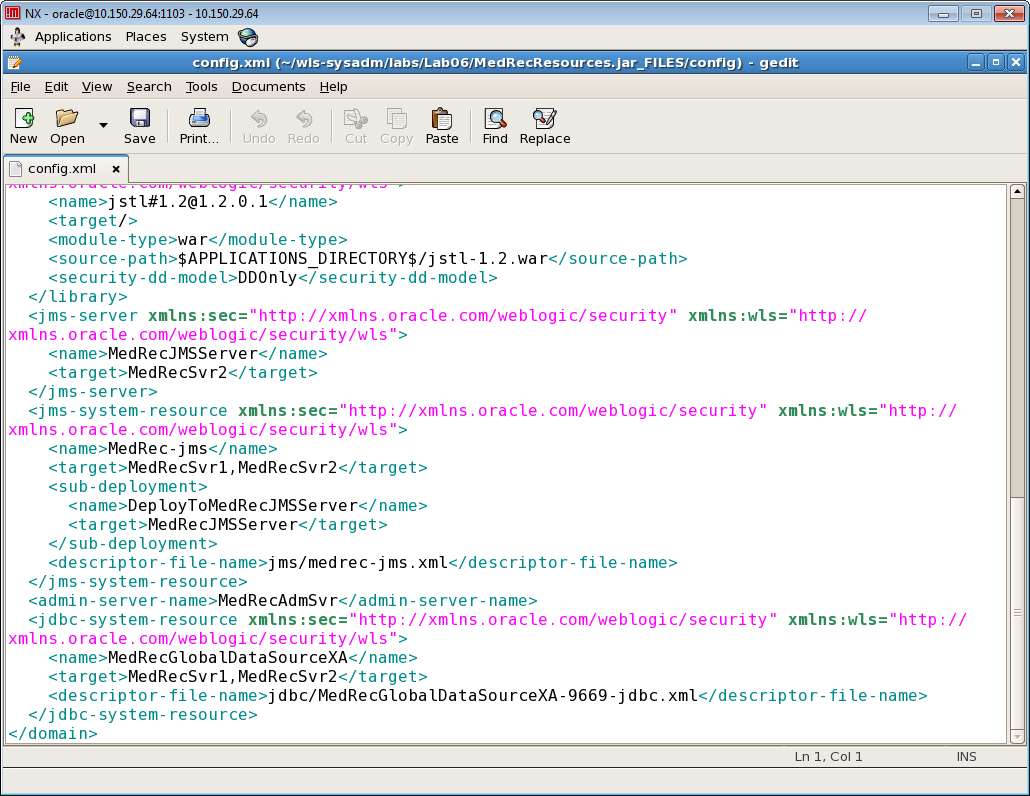 NX - oracle@10.150.29.64:1103 - 10.150.29.64
Applications Places System
config.xml (~/wls-sysadm/labs/Lab06/MedRecResources.jar_FILES/config) - gedit
File Edit View Search Tools Documents Help
New Open Save Print... Undo Redo Cut Copy Paste Find Replace
config.xml
xmlns.oracle.com/weblogic/security/wls">
<name>jstl#1.2@1.2.0.1</name>
<target/>
<module-type>war</module-type>
<source-path>$APPLICATIONS_DIRECTORY$/jstl-1.2.war</source-path>
<security-dd-model>DDOnly</security-dd-model>
</library>
<jms-server xmlns:sec="http://xmlns.oracle.com/weblogic/security" xmlns:wls="http://
xmlns.oracle.com/weblogic/security/wls">
<name>MedRecJMSServer</name>
<target>MedRecSvr2</target>
</jms-server>
<jms-system-resource xmlns:sec="http://xmlns.oracle.com/weblogic/security" xmlns:wls="http://
xmlns.oracle.com/weblogic/security/wls">
<name>MedRec-jms</name>
<target>MedRecSvr1,MedRecSvr2</target>
<sub-deployment>
<name>DeployToMedRecJMSServer</name>
<target>MedRecJMSServer</target>
</sub-deployment>
<descriptor-file-name>jms/medrec-jms.xml</descriptor-file-name>
</jms-system-resource>
<admin-server-name>MedRecAdmSvr</admin-server-name>
<jdbc-system-resource xmlns:sec="http://xmlns.oracle.com/weblogic/security" xmlns:wls="http://
xmlns.oracle.com/weblogic/security/wls">
<name>MedRecGlobalDataSourceXA</name>
<target>MedRecSvr1,MedRecSvr2</target>
<descriptor-file-name>jdbc/MedRecGlobalDataSourceXA-9669-jdbc.xml</descriptor-file-name>
</jdbc-system-resource>
</domain>
Ln 1, Col 1 INS